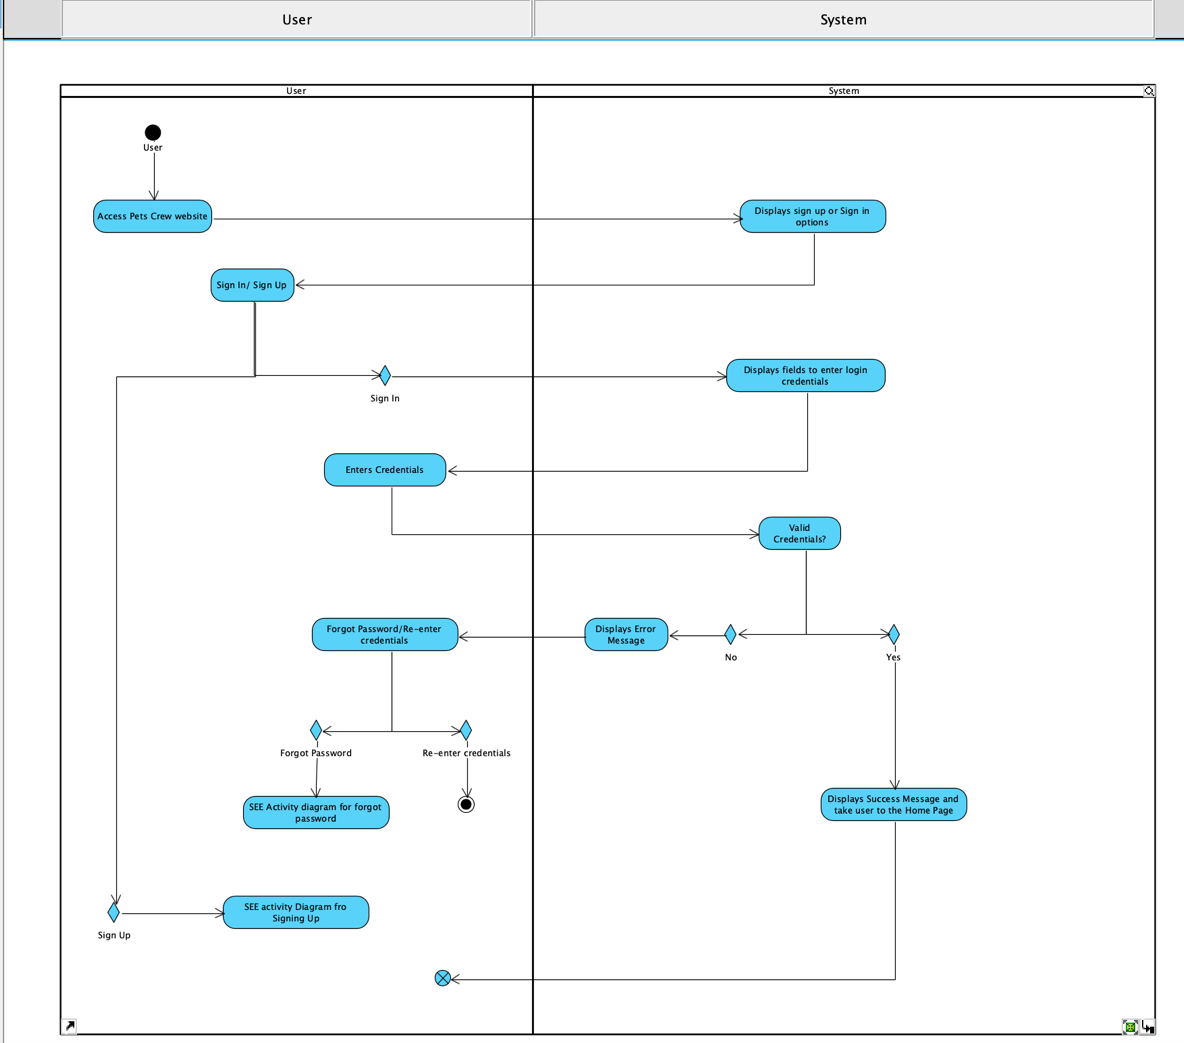 User
System
User
System
User
Access Pets Crew website
Displays sign up or Sign in
options
Sign In/ Sign Up
Sign In
Displays fields to enter login
credentials
Enters Credentials
Valid
Credentials?
Forgot Password/Re-enter
credentials
Displays Error
Message
No
Yes
Forgot Password
Re-enter credentials
SEE Activity diagram for forgot
password
Displays Success Message and
take user to the Home Page
SEE activity Diagram fro
Signing Up
Sign Up